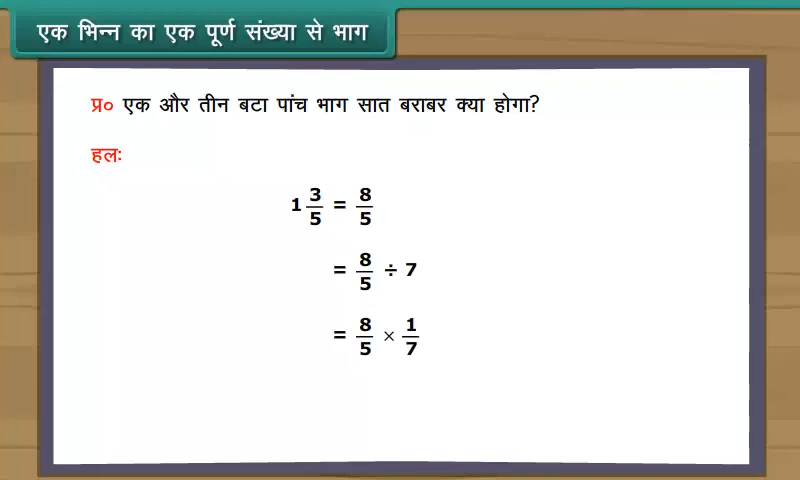 एक भिन्न का एक पूर्ण संख्या से भाग
प्र० एक और तीन बटा पांच भाग सात बराबर क्या होगा?
हलः
1 3/5 = 8/5
= 8/5 ÷ 7
= 8/5 × 1/7